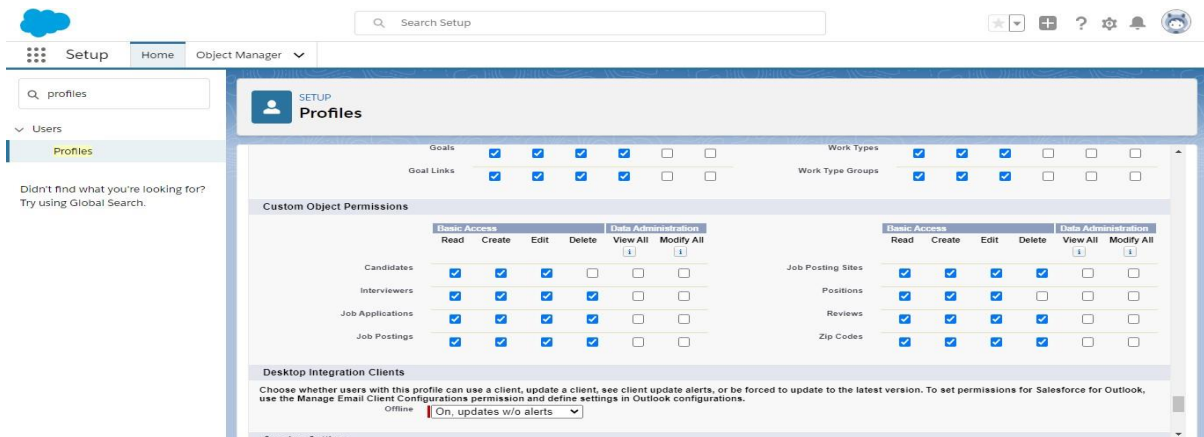 Search Setup
Setup
Home
Object Manager
profiles
Users
Profiles
Didn't find what you're looking for?
Try using Global Search.
SETUP
Profiles
Goals
Work Types
Goal Links
Work Type Groups
Custom Object Permissions
Basic Access Data Administration Basic Access Data Administration
Read Create Edit Delete View All Modify All Read Create Edit Delete View All Modify All
Candidates Job Posting Sites
Interviewers Positions
Job Applications Reviews
Job Postings Zip Codes
Desktop Integration Clients
Choose whether users with this profile can use a client, update a client, see client update alerts, or be forced to update to the latest version. To set permissions for Salesforce for Outlook,
use the Manage Email Client Configurations permission and define settings in Outlook configurations.
Offline On, updates w/o alerts